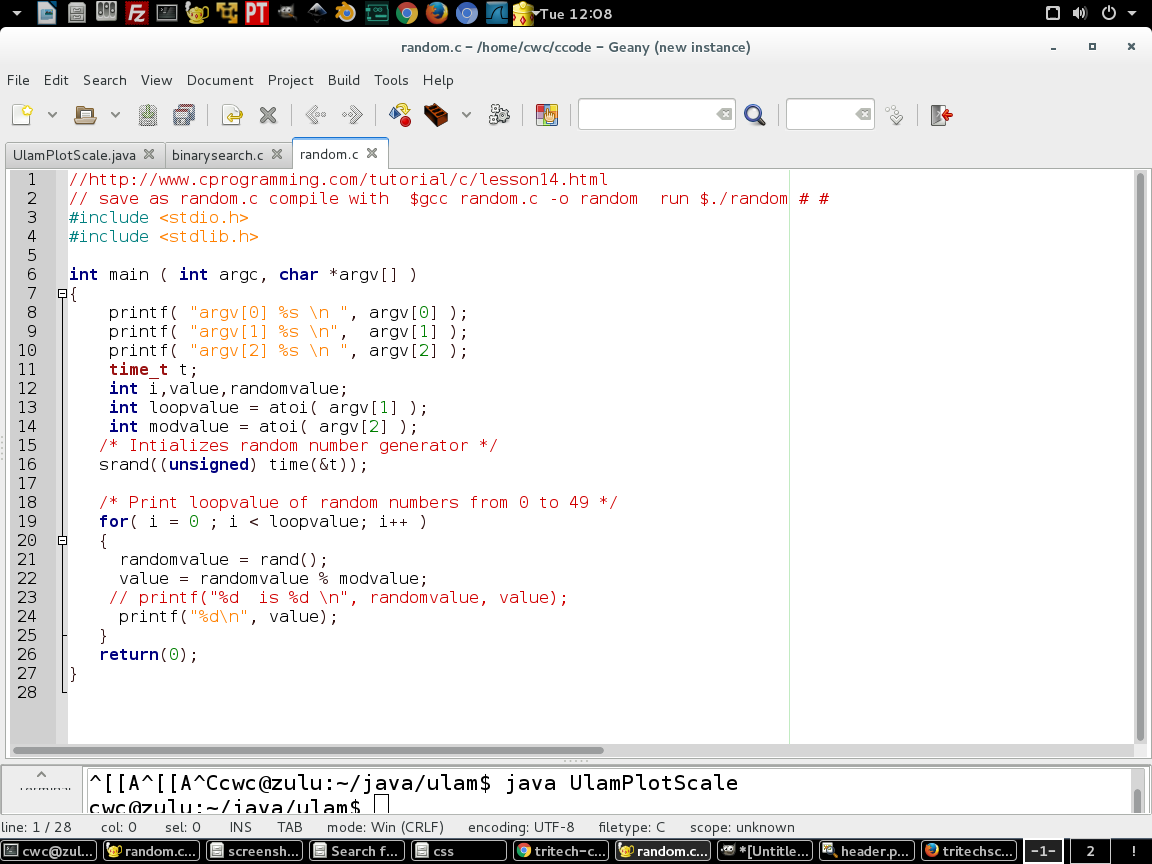 Tue 12:08
random.c – /home/cwc/ccode – Geany (new instance)
File Edit Search View Document Project Build Tools Help
UlamPlotScale.java binarysearch.c random.c
1 //http://www.cprogramming.com/tutorial/c/lesson14.html
2 // save as random.c compile with  $gcc random.c -o random  run $./random # #
3 #include <stdio.h>
4 #include <stdlib.h>
5
6 int main ( int argc, char *argv[] )
7 {
8     printf( "argv[0] %s \n ", argv[0] );
9     printf( "argv[1] %s \n",  argv[1] );
10     printf( "argv[2] %s \n ", argv[2] );
11     time_t t;
12     int i,value,randomvalue;
13     int loopvalue = atoi( argv[1] );
14     int modvalue = atoi( argv[2] );
15    /* Intializes random number generator */
16    srand((unsigned) time(&t));
17
18    /* Print loopvalue of random numbers from 0 to 49 */
19    for( i = 0 ; i < loopvalue; i++ )
20    {
21      randomvalue = rand();
22      value = randomvalue % modvalue;
23     // printf("%d  is %d \n", randomvalue, value);
24      printf("%d\n", value);
25    }
26    return(0);
27 }
28
^[[A^[[A^Ccwc@zulu:~/java/ulam$ java UlamPlotScale
cwc@zulu:~/java/ulam$
line: 1 / 28 col: 0 sel: 0 INS TAB mode: Win (CRLF) encoding: UTF-8 filetype: C scope: unknown
cwc@zul... random.c... screensh... Search f... css tritech-c... random.c... *[Untitle... header.p... tritechsc... -1- 2 !